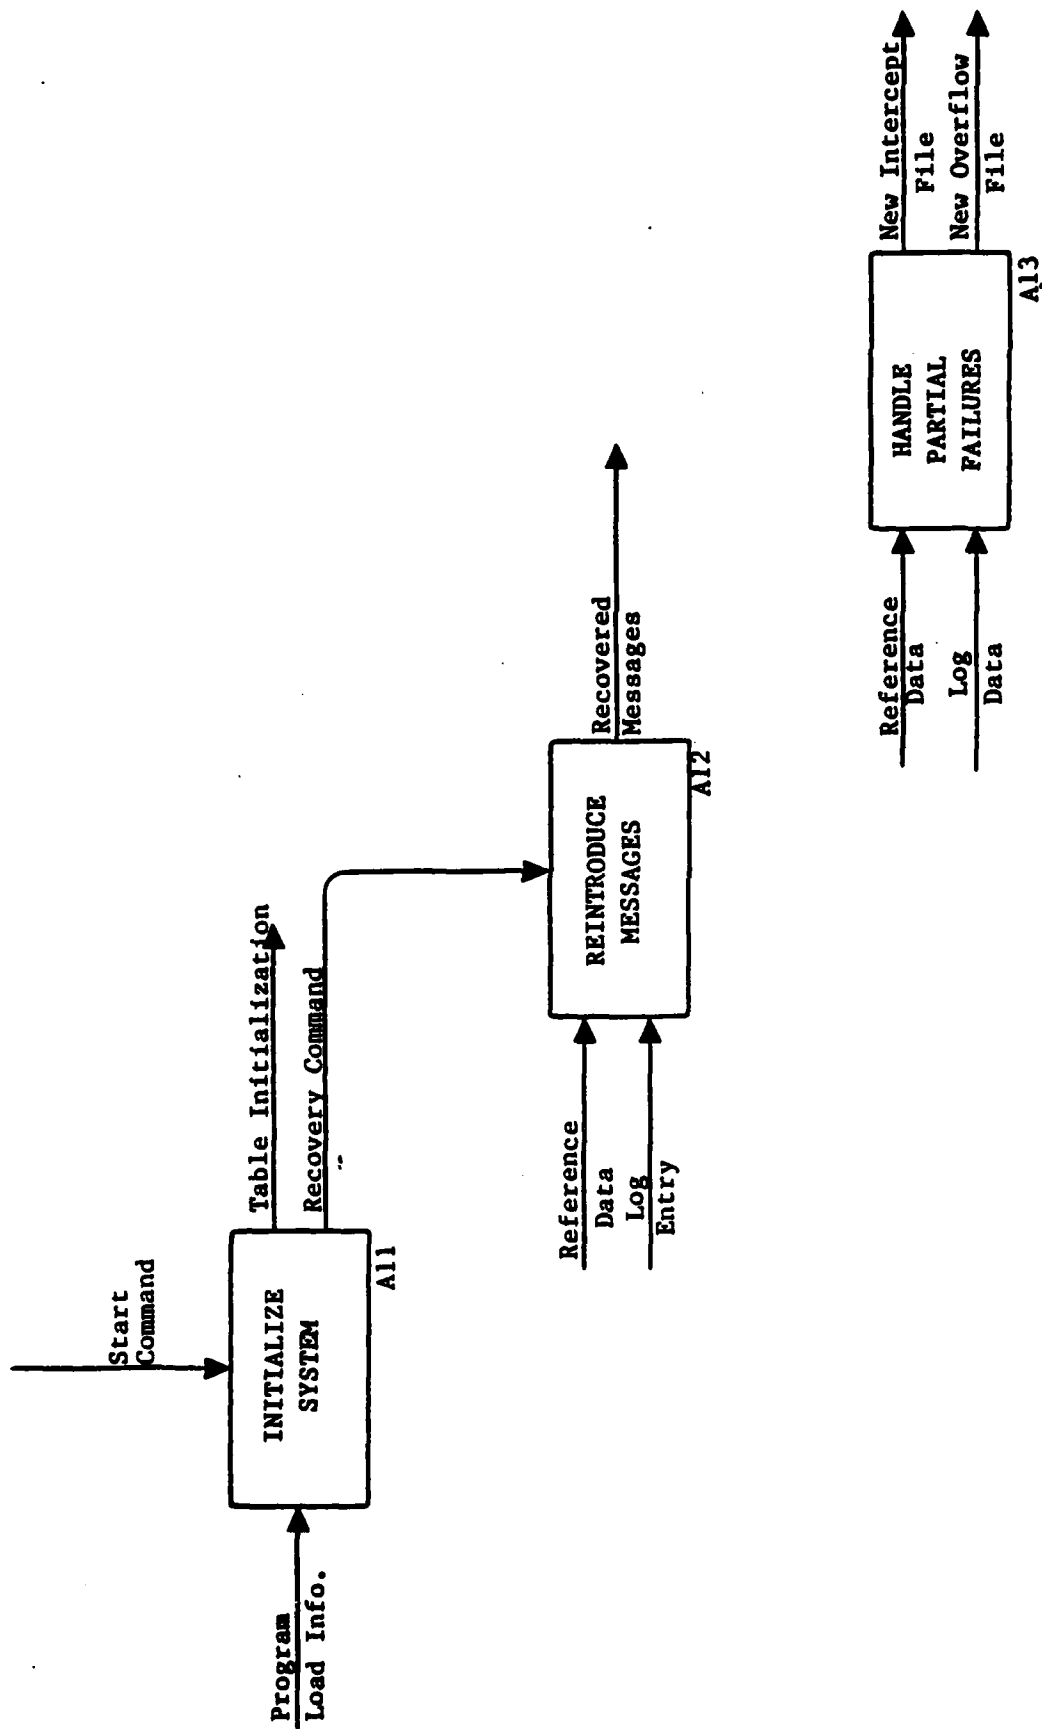 Start
Command
Program
Load Info.
INITIALIZE
SYSTEM
A11
Table Initialization
Recovery Command
Reference
Data
Log
Entry
REINTRODUCE
MESSAGES
A12
Recovered
Messages
Reference
Data
Log
Data
HANDLE
PARTIAL
FAILURES
A13
New Intercept
File
New Overflow
File